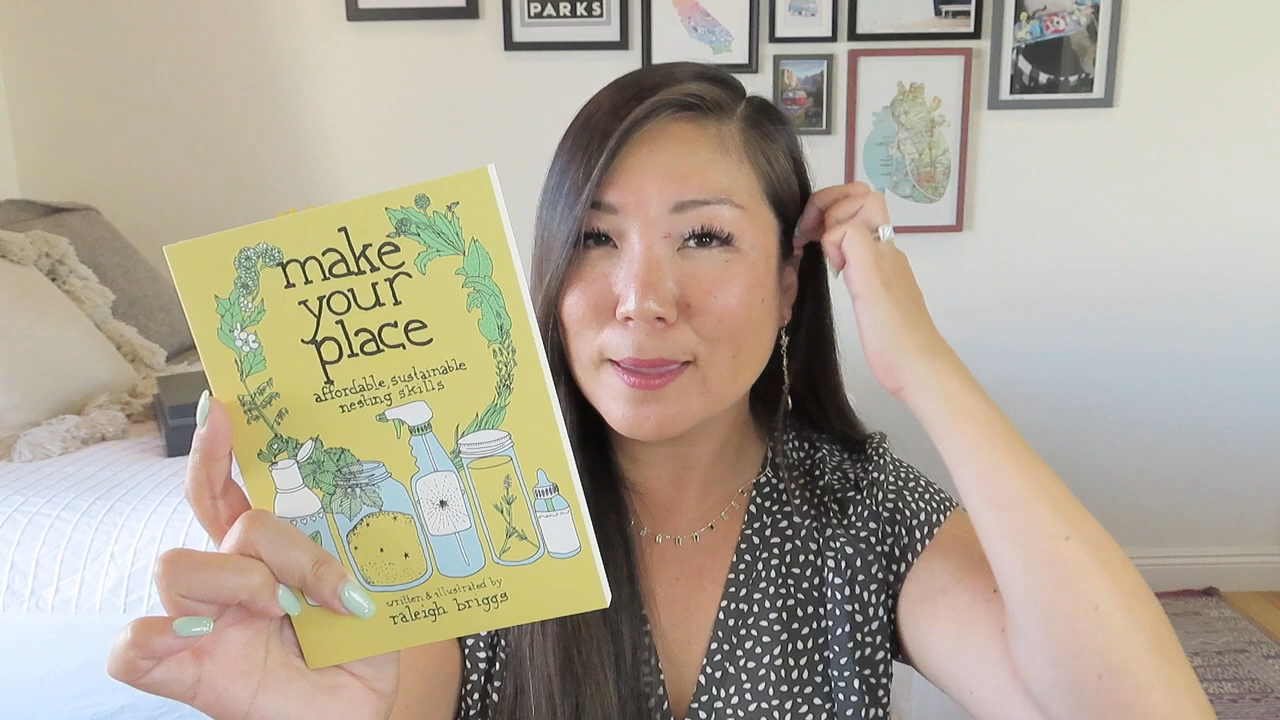 PARKS
make
your
place
affordable, sustainable
nesting skills
written & illustrated by
raleigh briggs